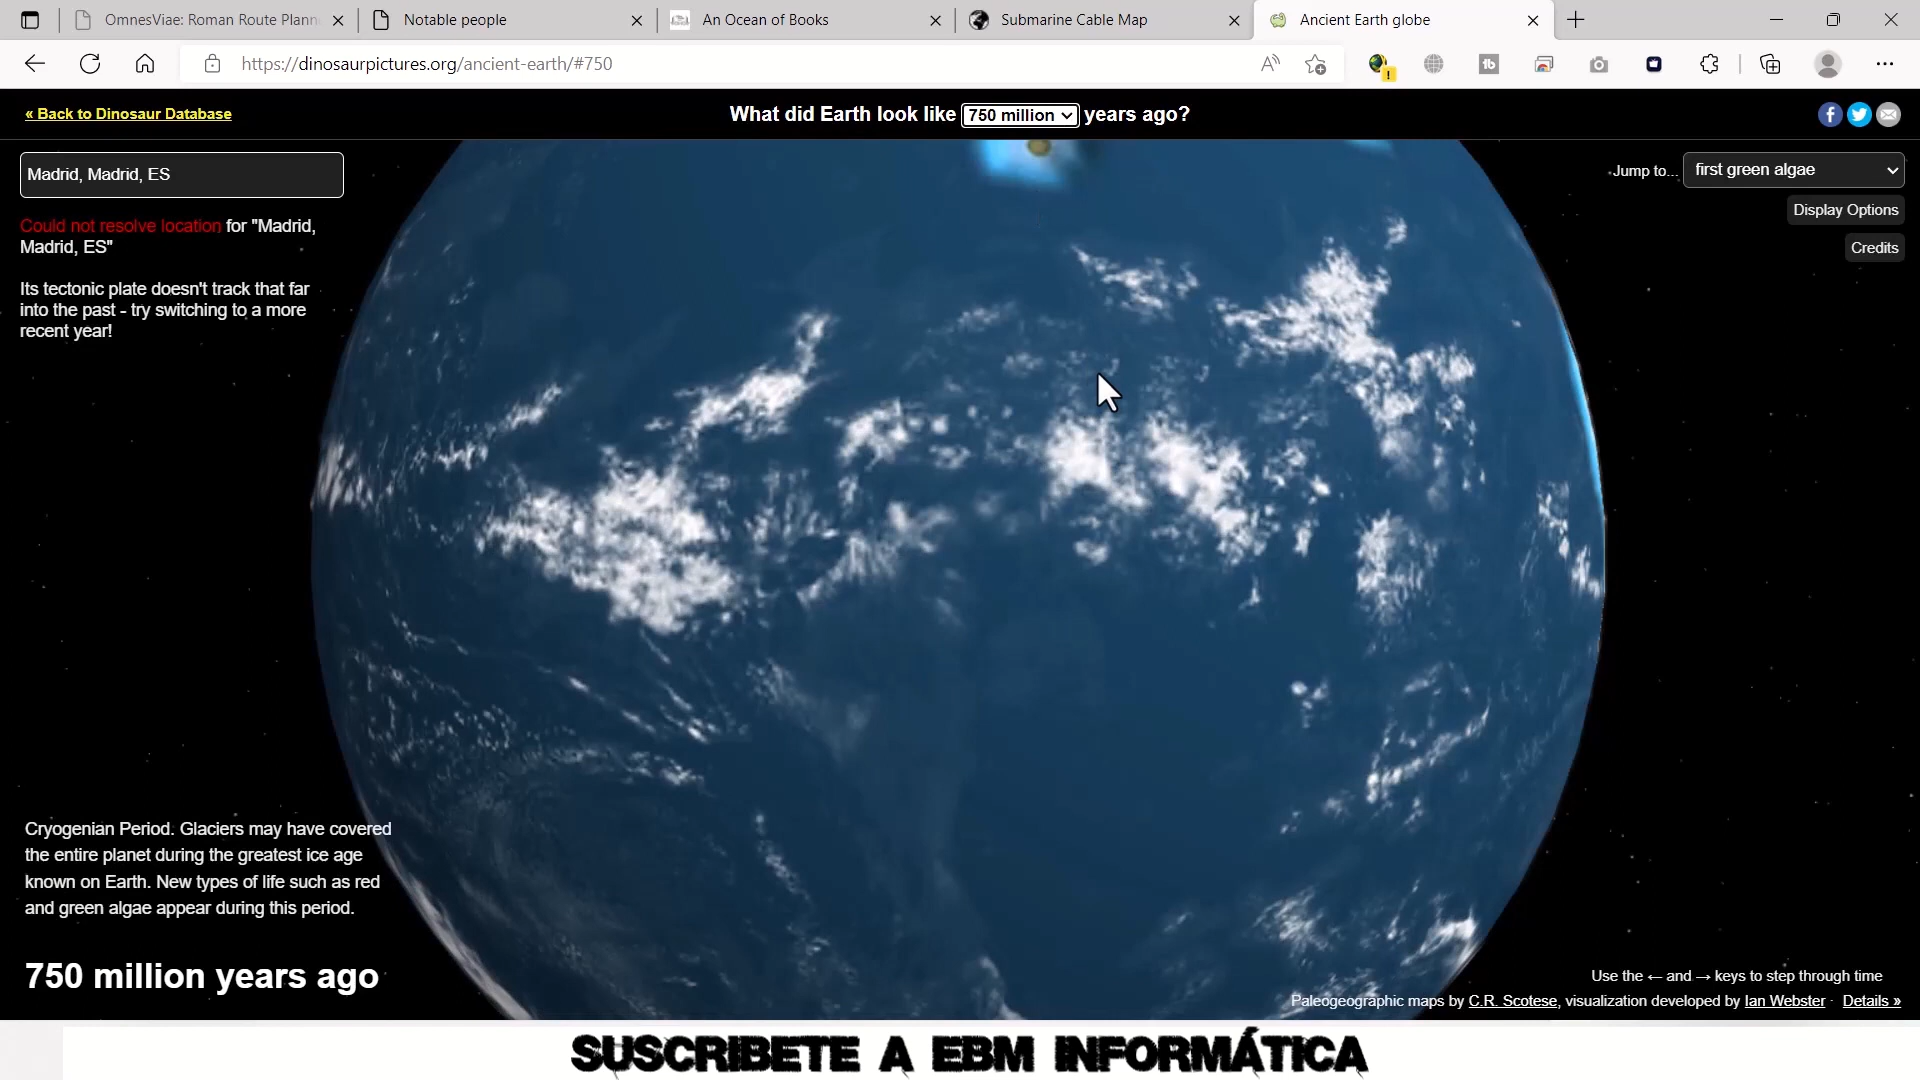 OmnesViae: Roman Route Plann
Notable people
An Ocean of Books
Submarine Cable Map
Ancient Earth globe
https://dinosaurpictures.org/ancient-earth/#750
« Back to Dinosaur Database
What did Earth look like 750 million years ago?
Madrid, Madrid, ES
Jump to... first green algae
Display Options
Credits
Could not resolve location for "Madrid,
Madrid, ES"
Its tectonic plate doesn't track that far
into the past - try switching to a more
recent year!
Cryogenian Period. Glaciers may have covered
the entire planet during the greatest ice age
known on Earth. New types of life such as red
and green algae appear during this period.
750 million years ago
Use the ← and → keys to step through time
Paleogeographic maps by C.R. Scotese, visualization developed by Ian Webster · Details »
SUSCRIBETE A EBM INFORMÁTICA